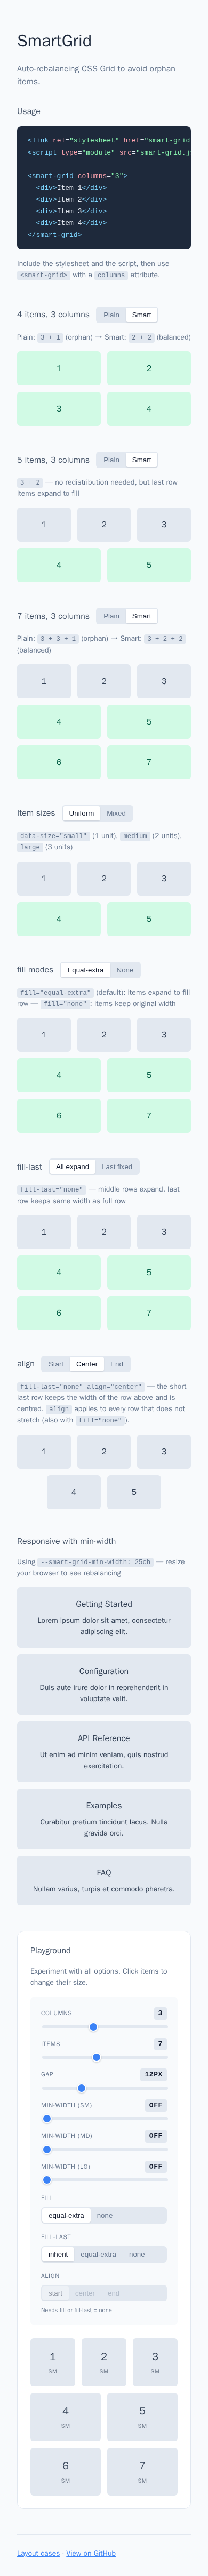 SmartGrid
Auto-rebalancing CSS Grid to avoid orphan
items.
Usage
<link rel="stylesheet" href="smart-grid
<script type="module" src="smart-grid.j
<smart-grid columns="3">
<div>Item 1</div>
<div>Item 2</div>
<div>Item 3</div>
<div>Item 4</div>
</smart-grid>
Include the stylesheet and the script, then use
<smart-grid> with a columns attribute.
4 items, 3 columns Plain Smart
Plain: 3 + 1 (orphan) → Smart: 2 + 2 (balanced)
1 2
3 4
5 items, 3 columns Plain Smart
3 + 2 — no redistribution needed, but last row
items expand to fill
1 2 3
4 5
7 items, 3 columns Plain Smart
Plain: 3 + 3 + 1 (orphan) → Smart: 3 + 2 + 2
(balanced)
1 2 3
4 5
6 7
Item sizes Uniform Mixed
data-size="small" (1 unit), medium (2 units),
large (3 units)
1 2 3
4 5
fill modes Equal-extra None
fill="equal-extra" (default): items expand to fill
row — fill="none": items keep original width
1 2 3
4 5
6 7
fill-last All expand Last fixed
fill-last="none" — middle rows expand, last
row keeps same width as full row
1 2 3
4 5
6 7
align Start Center End
fill-last="none" align="center" — the short
last row keeps the width of the row above and is
centred. align applies to every row that does not
stretch (also with fill="none").
1 2 3
4 5
Responsive with min-width
Using --smart-grid-min-width: 25ch — resize
your browser to see rebalancing
Getting Started
Lorem ipsum dolor sit amet, consectetur
adipiscing elit.
Configuration
Duis aute irure dolor in reprehenderit in
voluptate velit.
API Reference
Ut enim ad minim veniam, quis nostrud
exercitation.
Examples
Curabitur pretium tincidunt lacus. Nulla
gravida orci.
FAQ
Nullam varius, turpis et commodo pharetra.
Playground
Experiment with all options. Click items to
change their size.
COLUMNS 3
ITEMS 7
GAP 12PX
MIN-WIDTH (SM) OFF
MIN-WIDTH (MD) OFF
MIN-WIDTH (LG) OFF
FILL
equal-extra none
FILL-LAST
inherit equal-extra none
ALIGN
start center end
Needs fill or fill-last = none
1 2 3
SM SM SM
4 5
SM SM
6 7
SM SM
Layout cases · View on GitHub